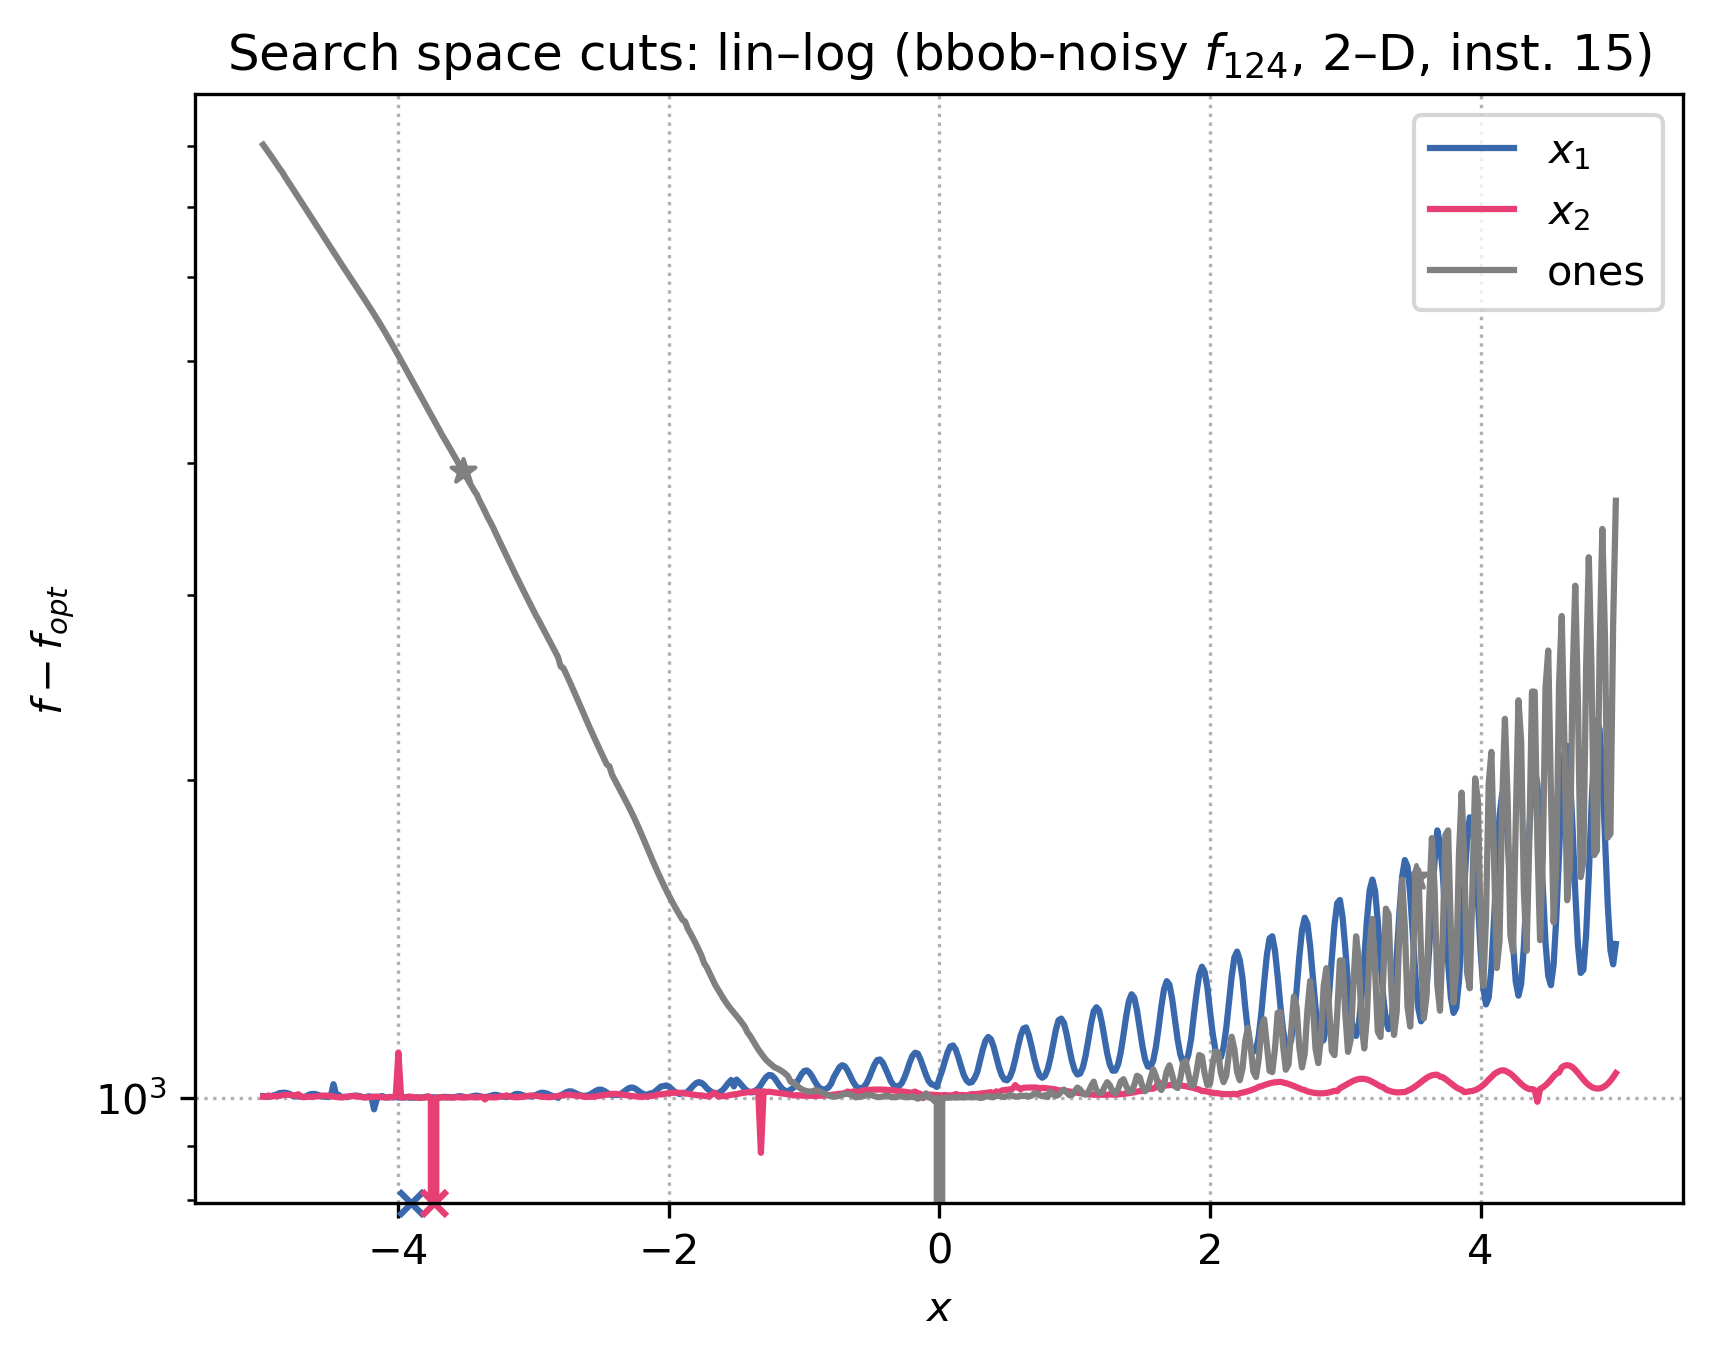 Search space cuts: lin–log (bbob-noisy f₁₂₄, 2–D, inst. 15)
x₁
x₂
ones
f − fₒₚₜ
10³
−4
−2
0
2
4
x